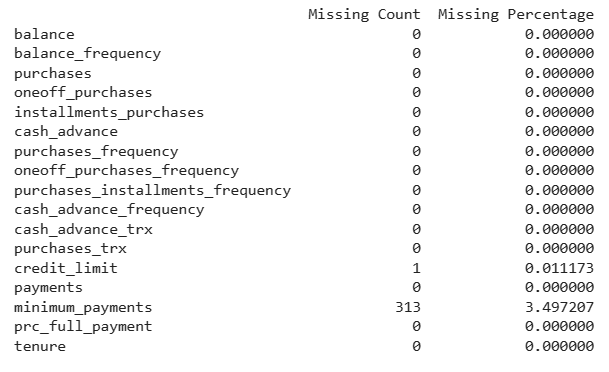 Missing Count  Missing Percentage
balance 0 0.000000
balance_frequency 0 0.000000
purchases 0 0.000000
oneoff_purchases 0 0.000000
installments_purchases 0 0.000000
cash_advance 0 0.000000
purchases_frequency 0 0.000000
oneoff_purchases_frequency 0 0.000000
purchases_installments_frequency 0 0.000000
cash_advance_frequency 0 0.000000
cash_advance_trx 0 0.000000
purchases_trx 0 0.000000
credit_limit 1 0.011173
payments 0 0.000000
minimum_payments 313 3.497207
prc_full_payment 0 0.000000
tenure 0 0.000000